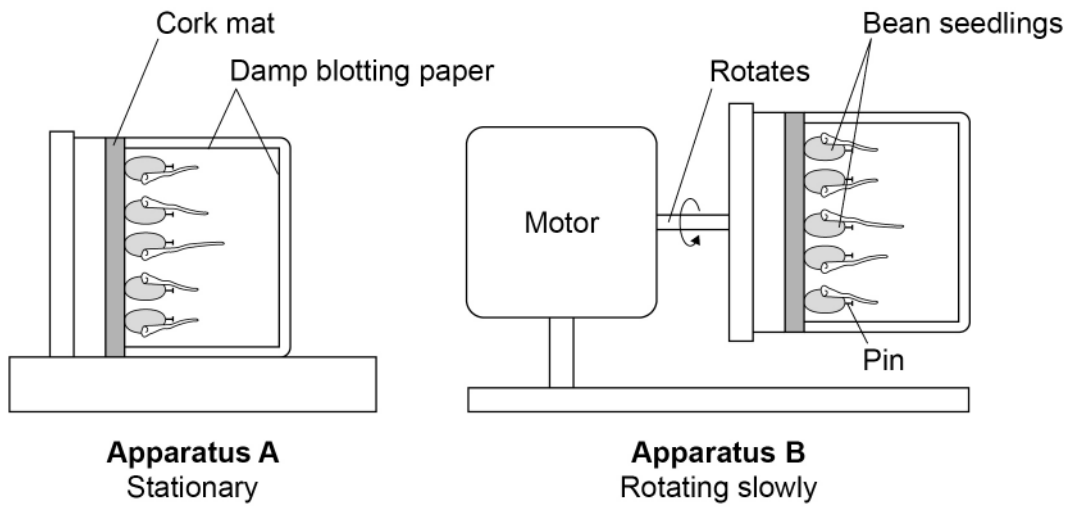 Cork mat
Damp blotting paper
Bean seedlings
Rotates
Motor
Pin
Apparatus A
Stationary
Apparatus B
Rotating slowly